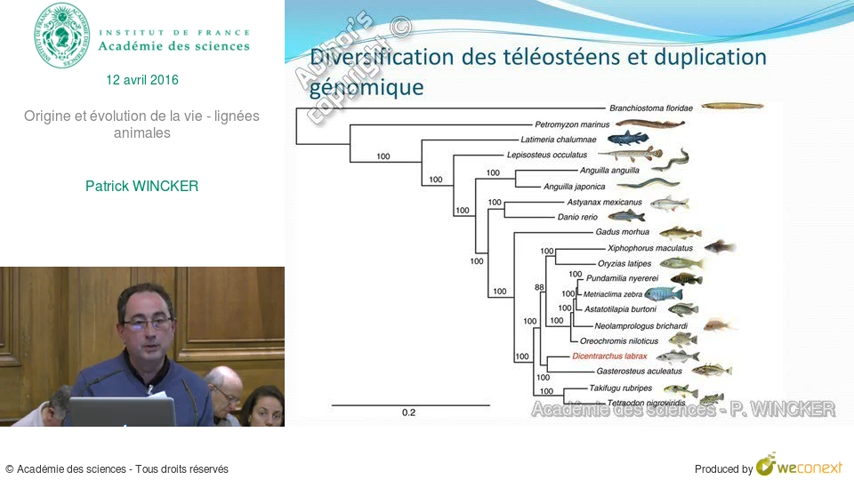 INSTITUT DE FRANCE
Académie des sciences
12 avril 2016
Origine et évolution de la vie - lignées
animales
Patrick WINCKER
Diversification des téléostéens et duplication
génomique
Author's
copyright ©
Branchiostoma floridae
Petromyzon marinus
Latimeria chalumnae
100
Lepisosteus occulatus
100
Anguilla anguilla
100
Anguilla japonica
Astyanax mexicanus
100
100
Danio rerio
Gadus morhua
Xiphophorus maculatus
100
100
Oryzias latipes
Pundamilia nyererei
100
88
100
100
Metriaclima zebra
Astatotilapia burtoni
100
100
Neolamprologus brichardi
Oreochromis niloticus
100
100
Dicentrarchus labrax
Gasterosteus aculeatus
100
Takifugu rubripes
100
Tetraodon nigroviridis
0.2
Académie des sciences - P. WINCKER
© Académie des sciences - Tous droits réservés
Produced by weconext